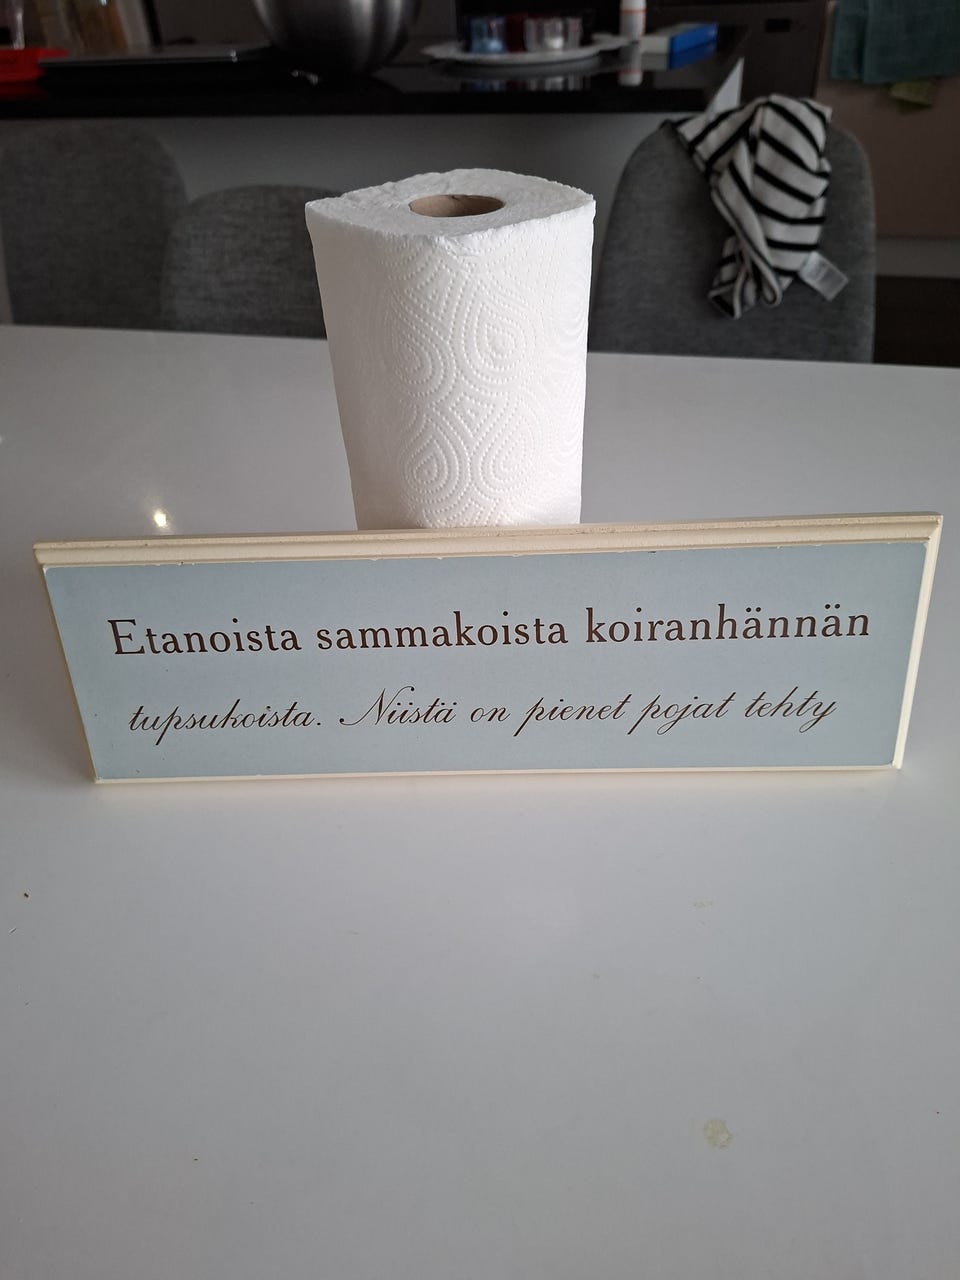 Etanoista sammakoista koiranhännän
tupsukoista. Niistä on pienet pojat tehty